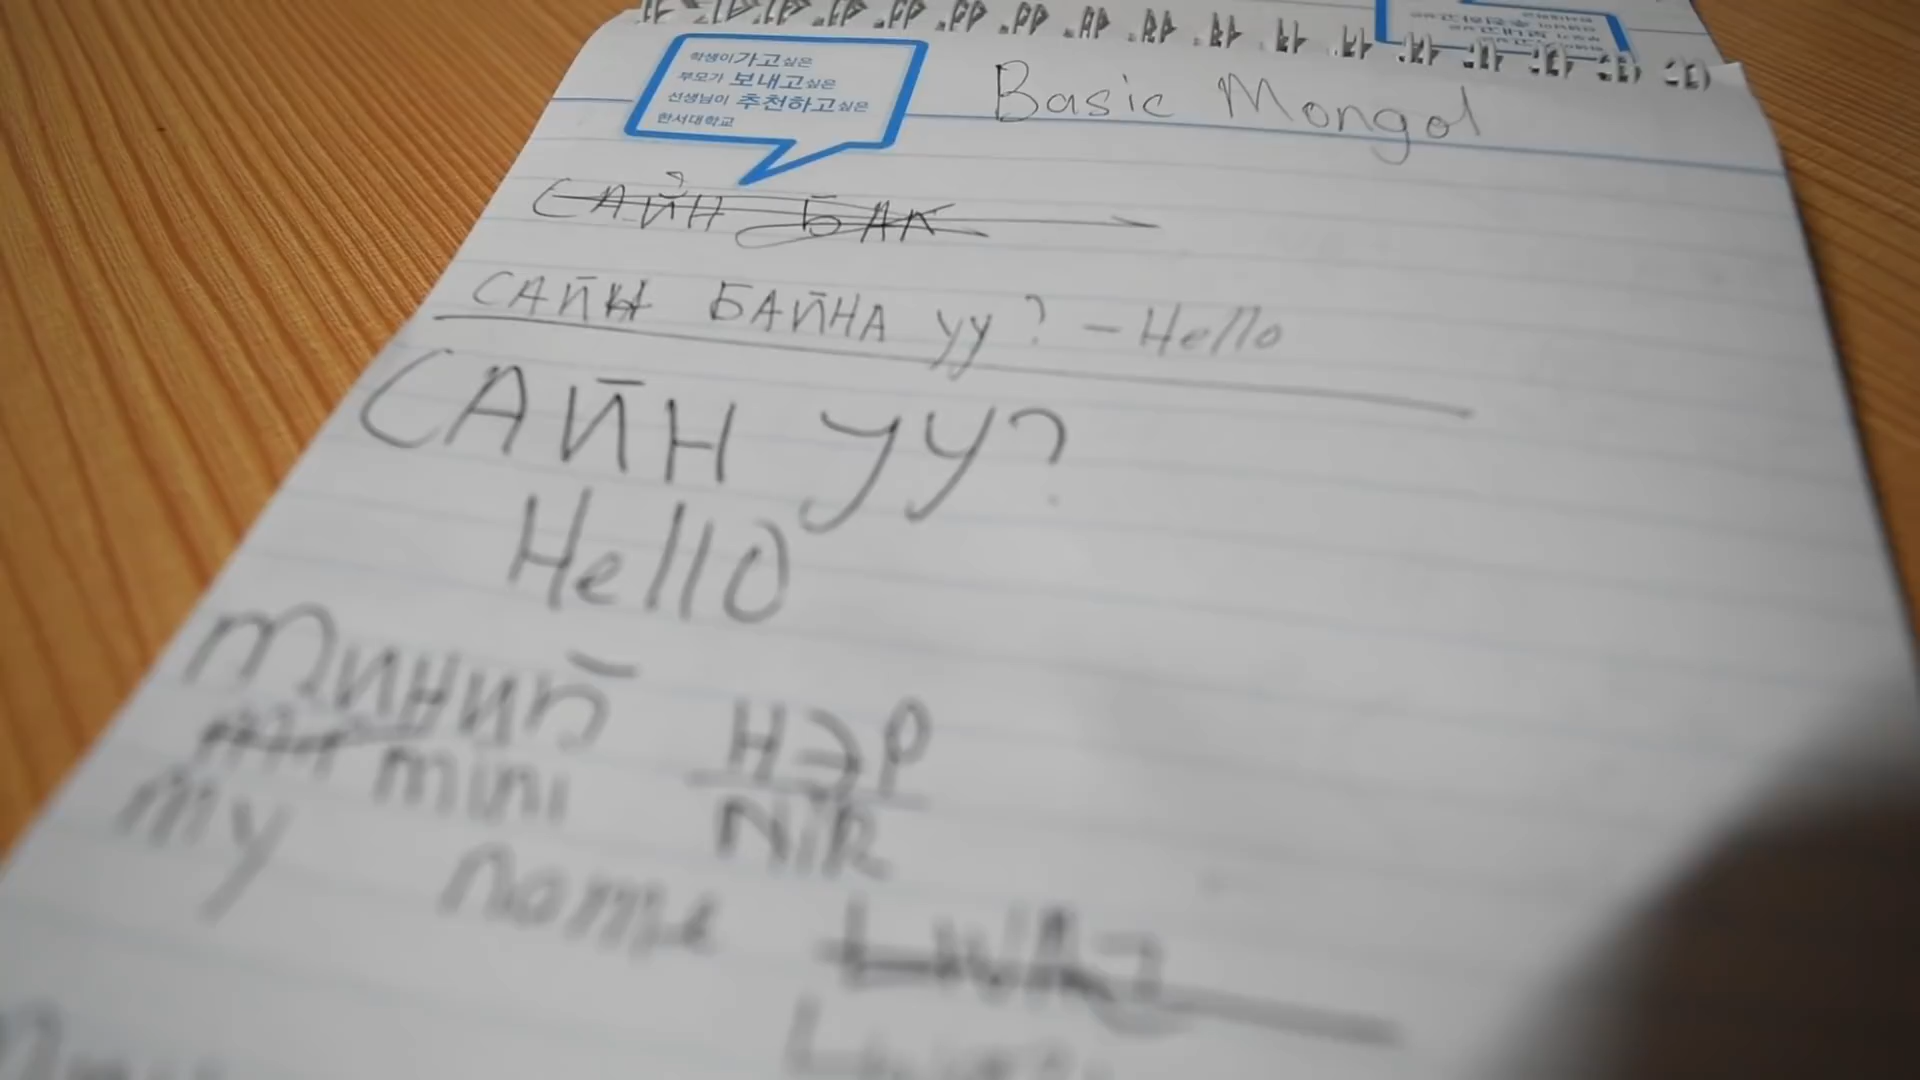 학생이 가고싶은
부모가 보내고싶은
선생님이 추천하고싶은
한서대학교
Basic Mongol
САЙН БАЙНА УУ? – Hello
САЙН УУ?
Hello
Миний НЭР
mini NIR
My name